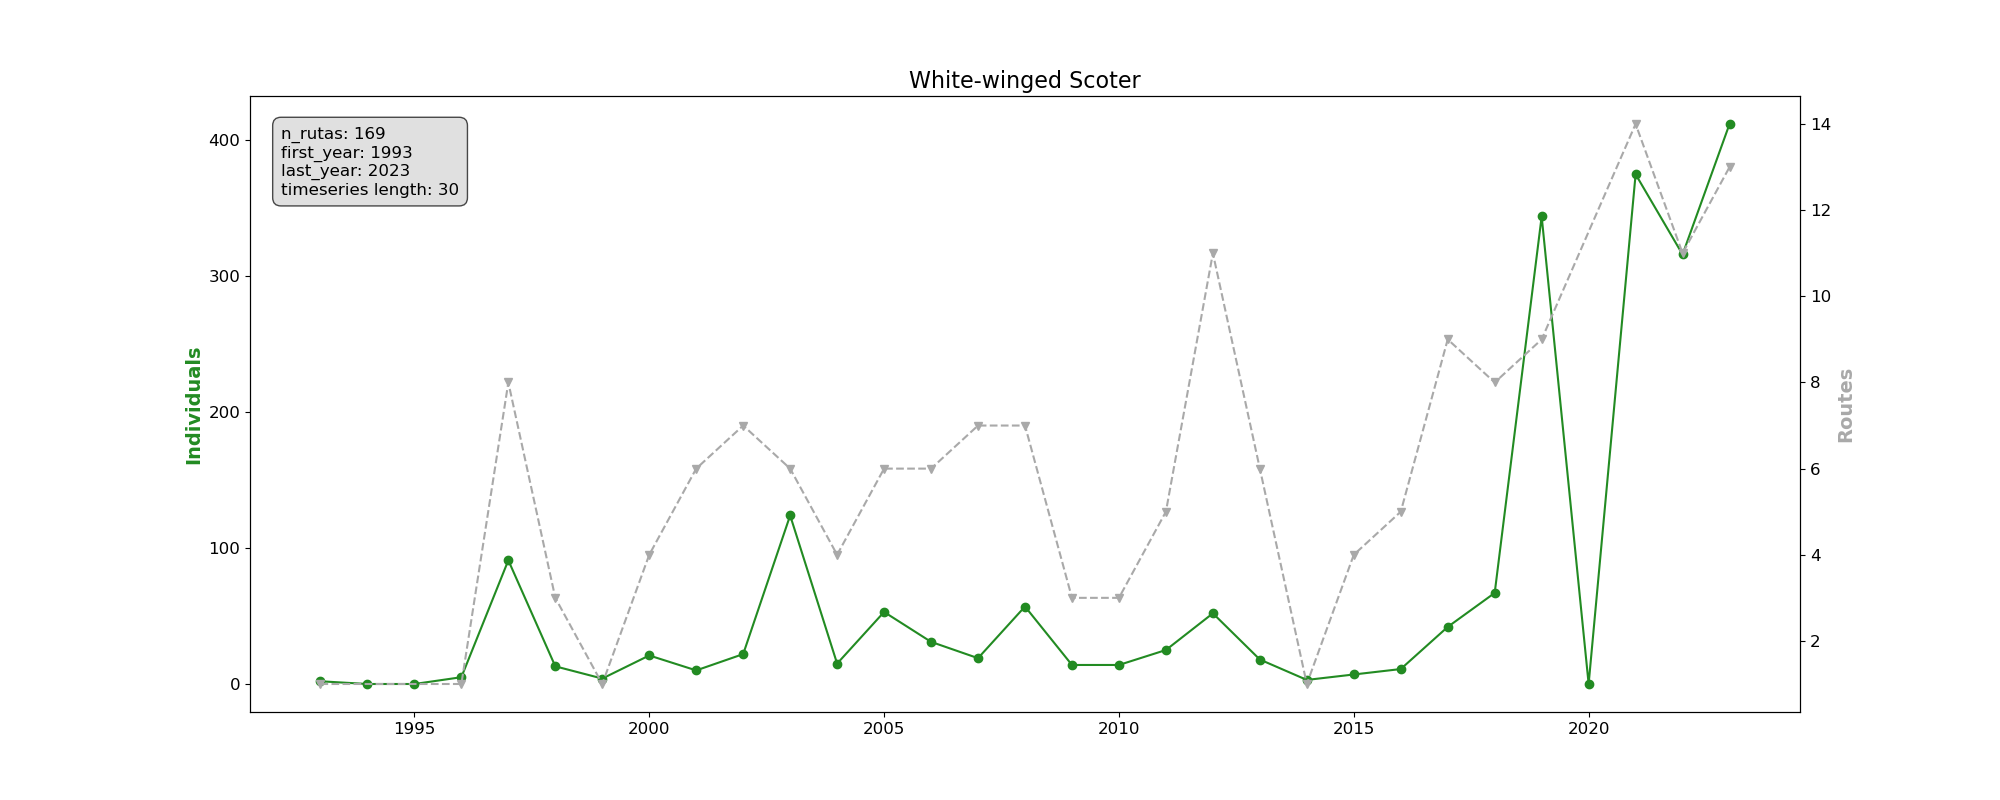 White-winged Scoter
n_rutas: 169
first_year: 1993
last_year: 2023
timeseries length: 30
Individuals
400
300
200
100
0
14
12
10
8
6
4
2
Routes
1995
2000
2005
2010
2015
2020